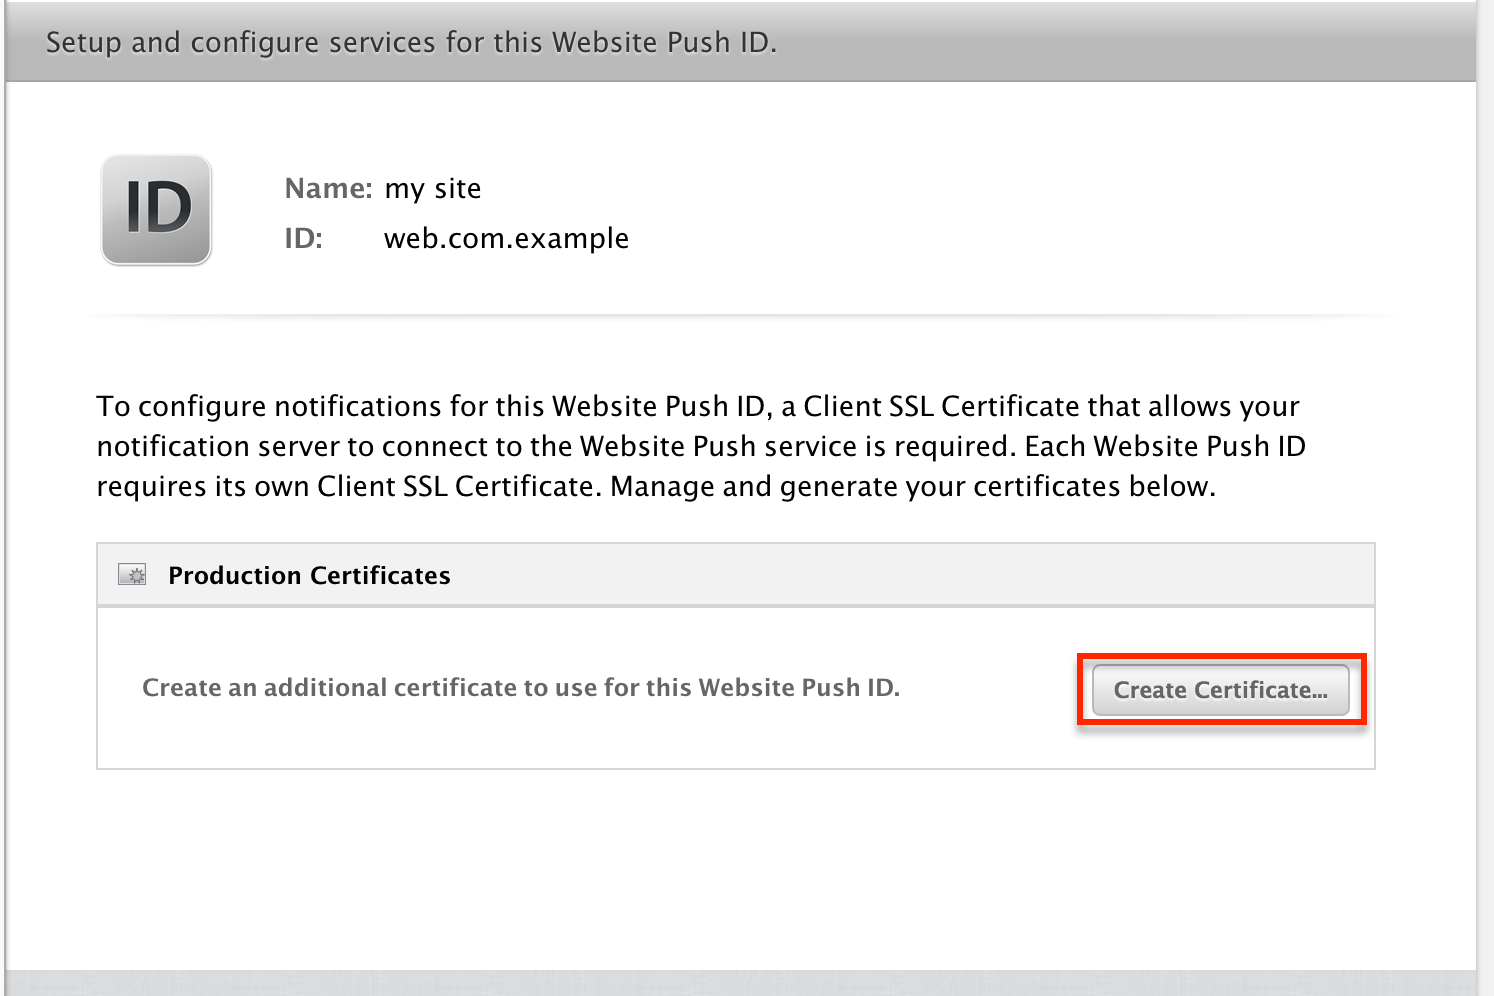 Setup and configure services for this Website Push ID.
ID
Name: my site
ID: web.com.example
To configure notifications for this Website Push ID, a Client SSL Certificate that allows your
notification server to connect to the Website Push service is required. Each Website Push ID
requires its own Client SSL Certificate. Manage and generate your certificates below.
Production Certificates
Create an additional certificate to use for this Website Push ID.
Create Certificate...